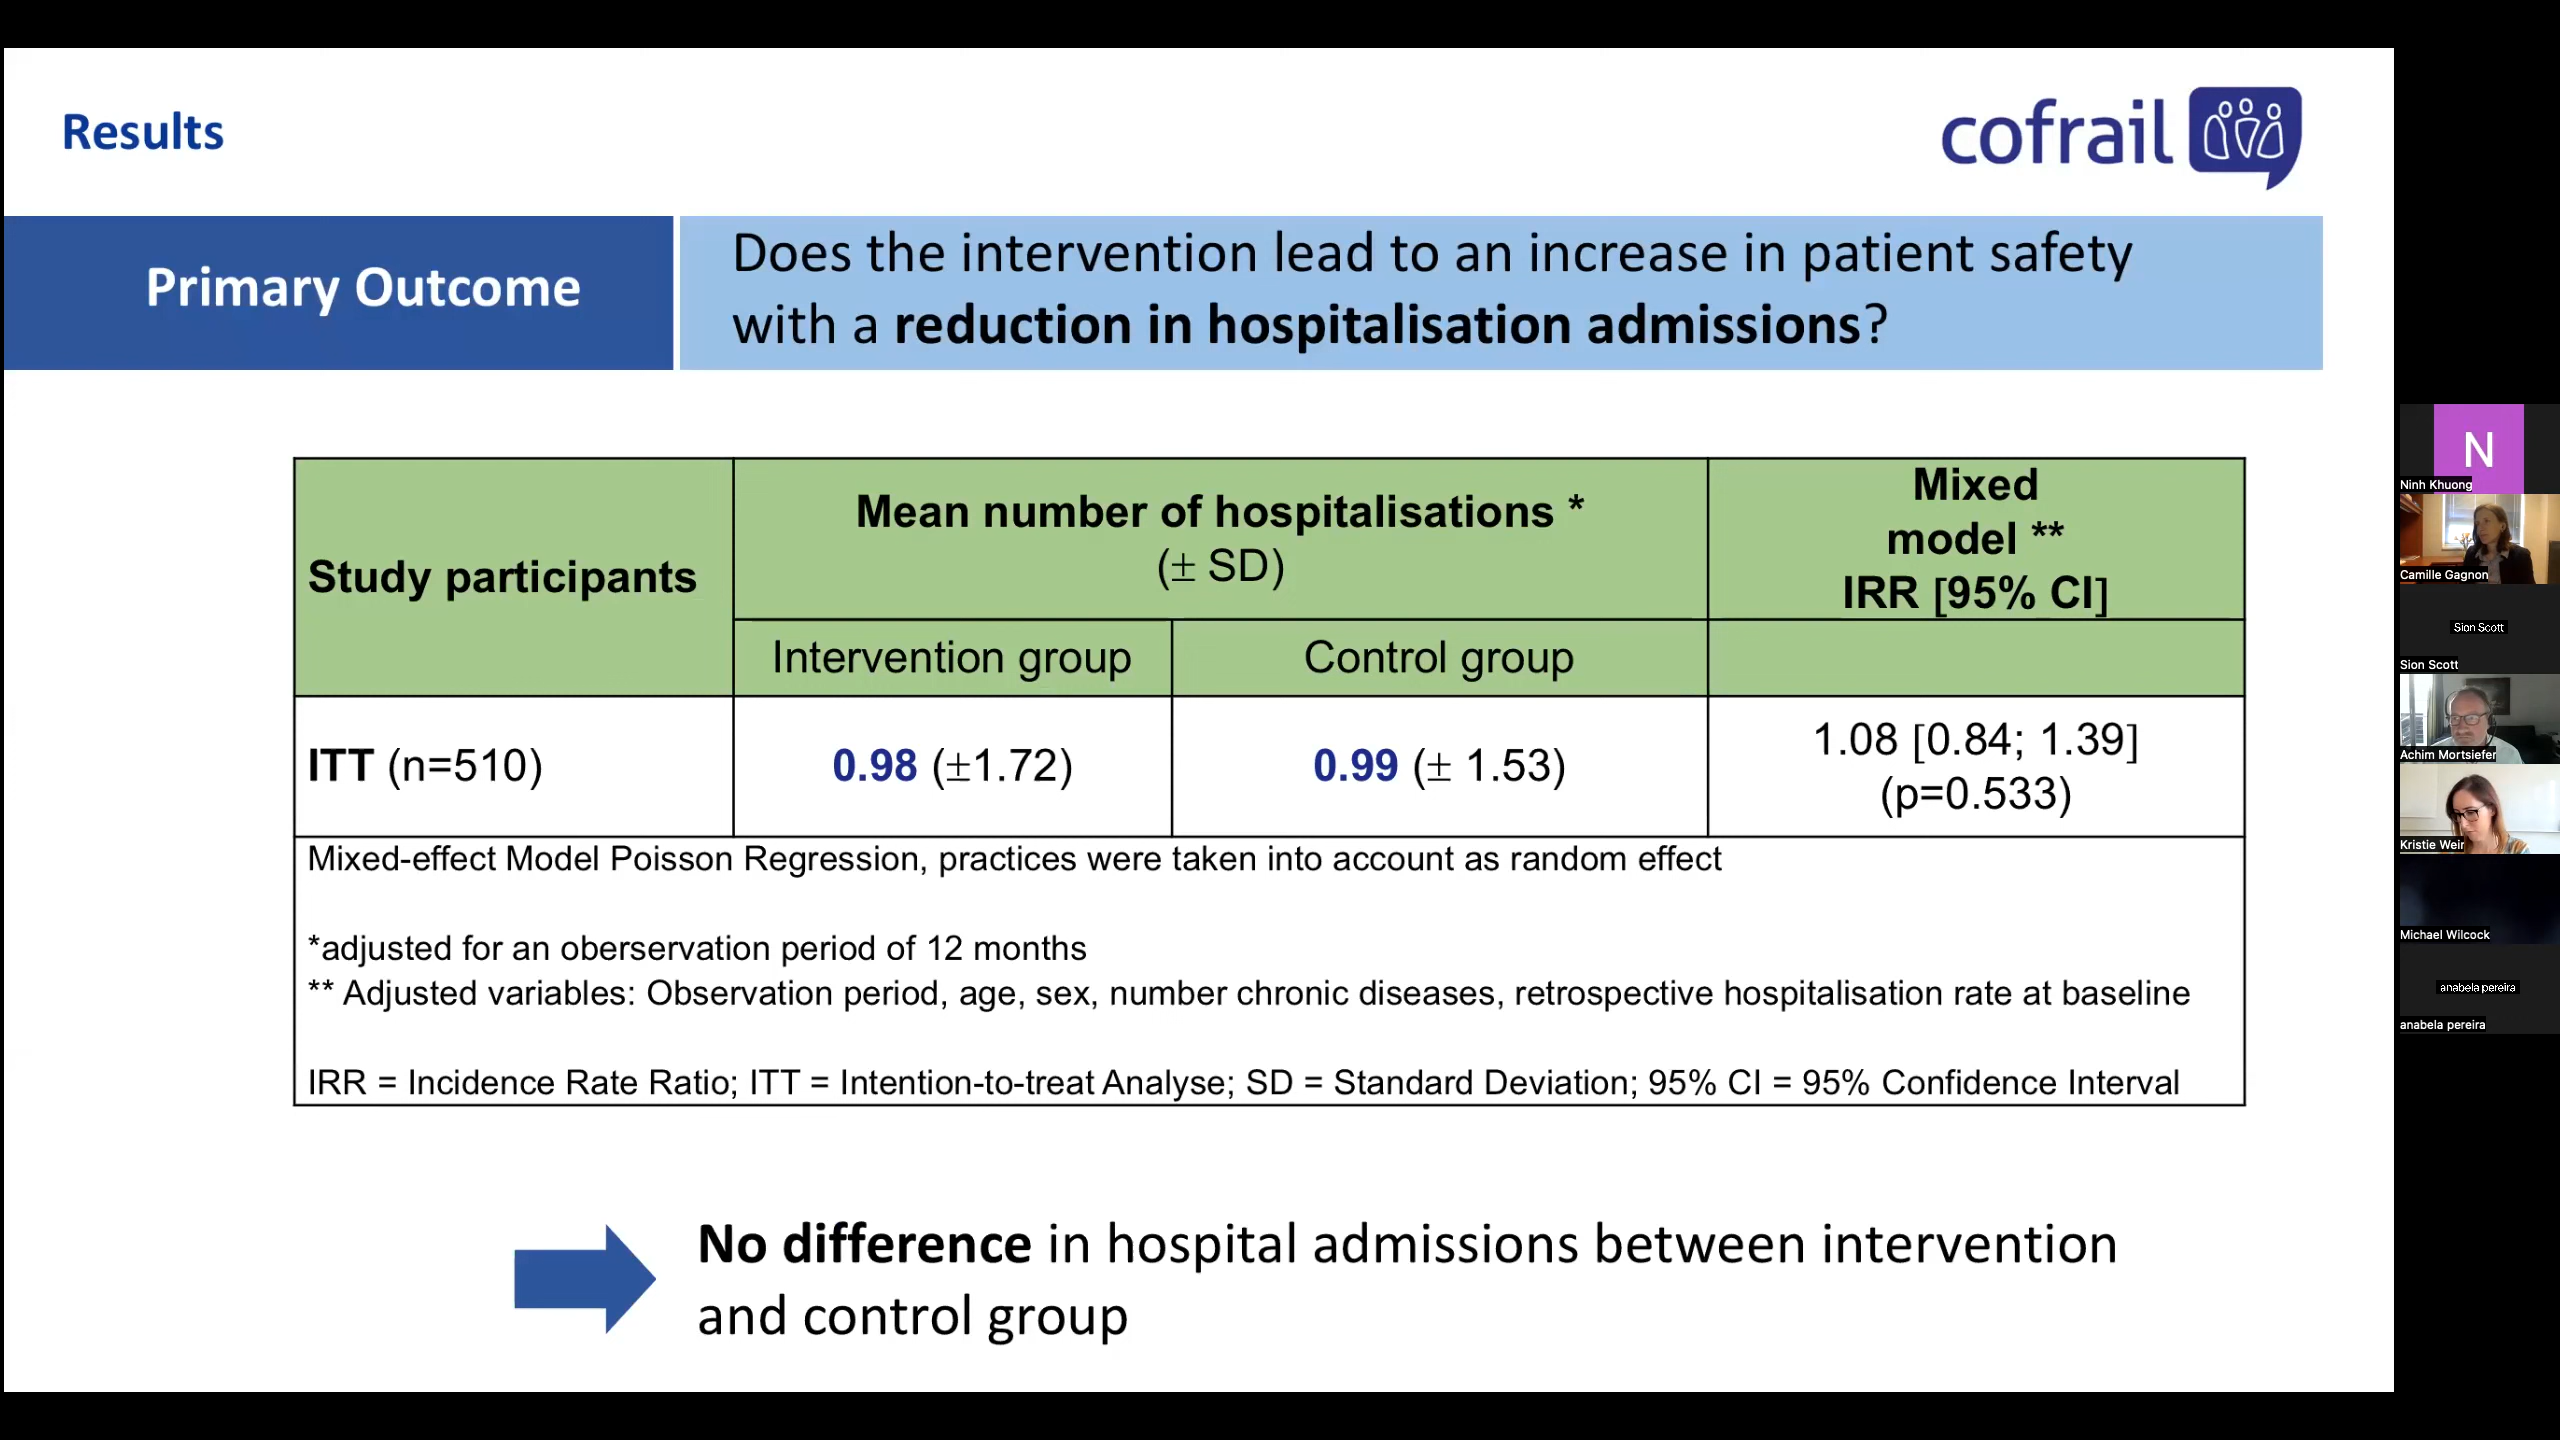 Results
cofrail
Primary Outcome
Does the intervention lead to an increase in patient safety
with a reduction in hospitalisation admissions?
Study participants
Mean number of hospitalisations *
(± SD)
Mixed
model **
IRR [95% CI]
Intervention group
Control group
ITT (n=510)
0.98 (±1.72)
0.99 (± 1.53)
1.08 [0.84; 1.39]
(p=0.533)
Mixed-effect Model Poisson Regression, practices were taken into account as random effect
*adjusted for an oberservation period of 12 months
** Adjusted variables: Observation period, age, sex, number chronic diseases, retrospective hospitalisation rate at baseline
IRR = Incidence Rate Ratio; ITT = Intention-to-treat Analyse; SD = Standard Deviation; 95% CI = 95% Confidence Interval
No difference in hospital admissions between intervention
and control group
N
Ninh Khuong
Camille Gagnon
Sion Scott
Sion Scott
Achim Mortsiefer
Kristie Weir
Michael Wilcock
anabela pereira
anabela pereira